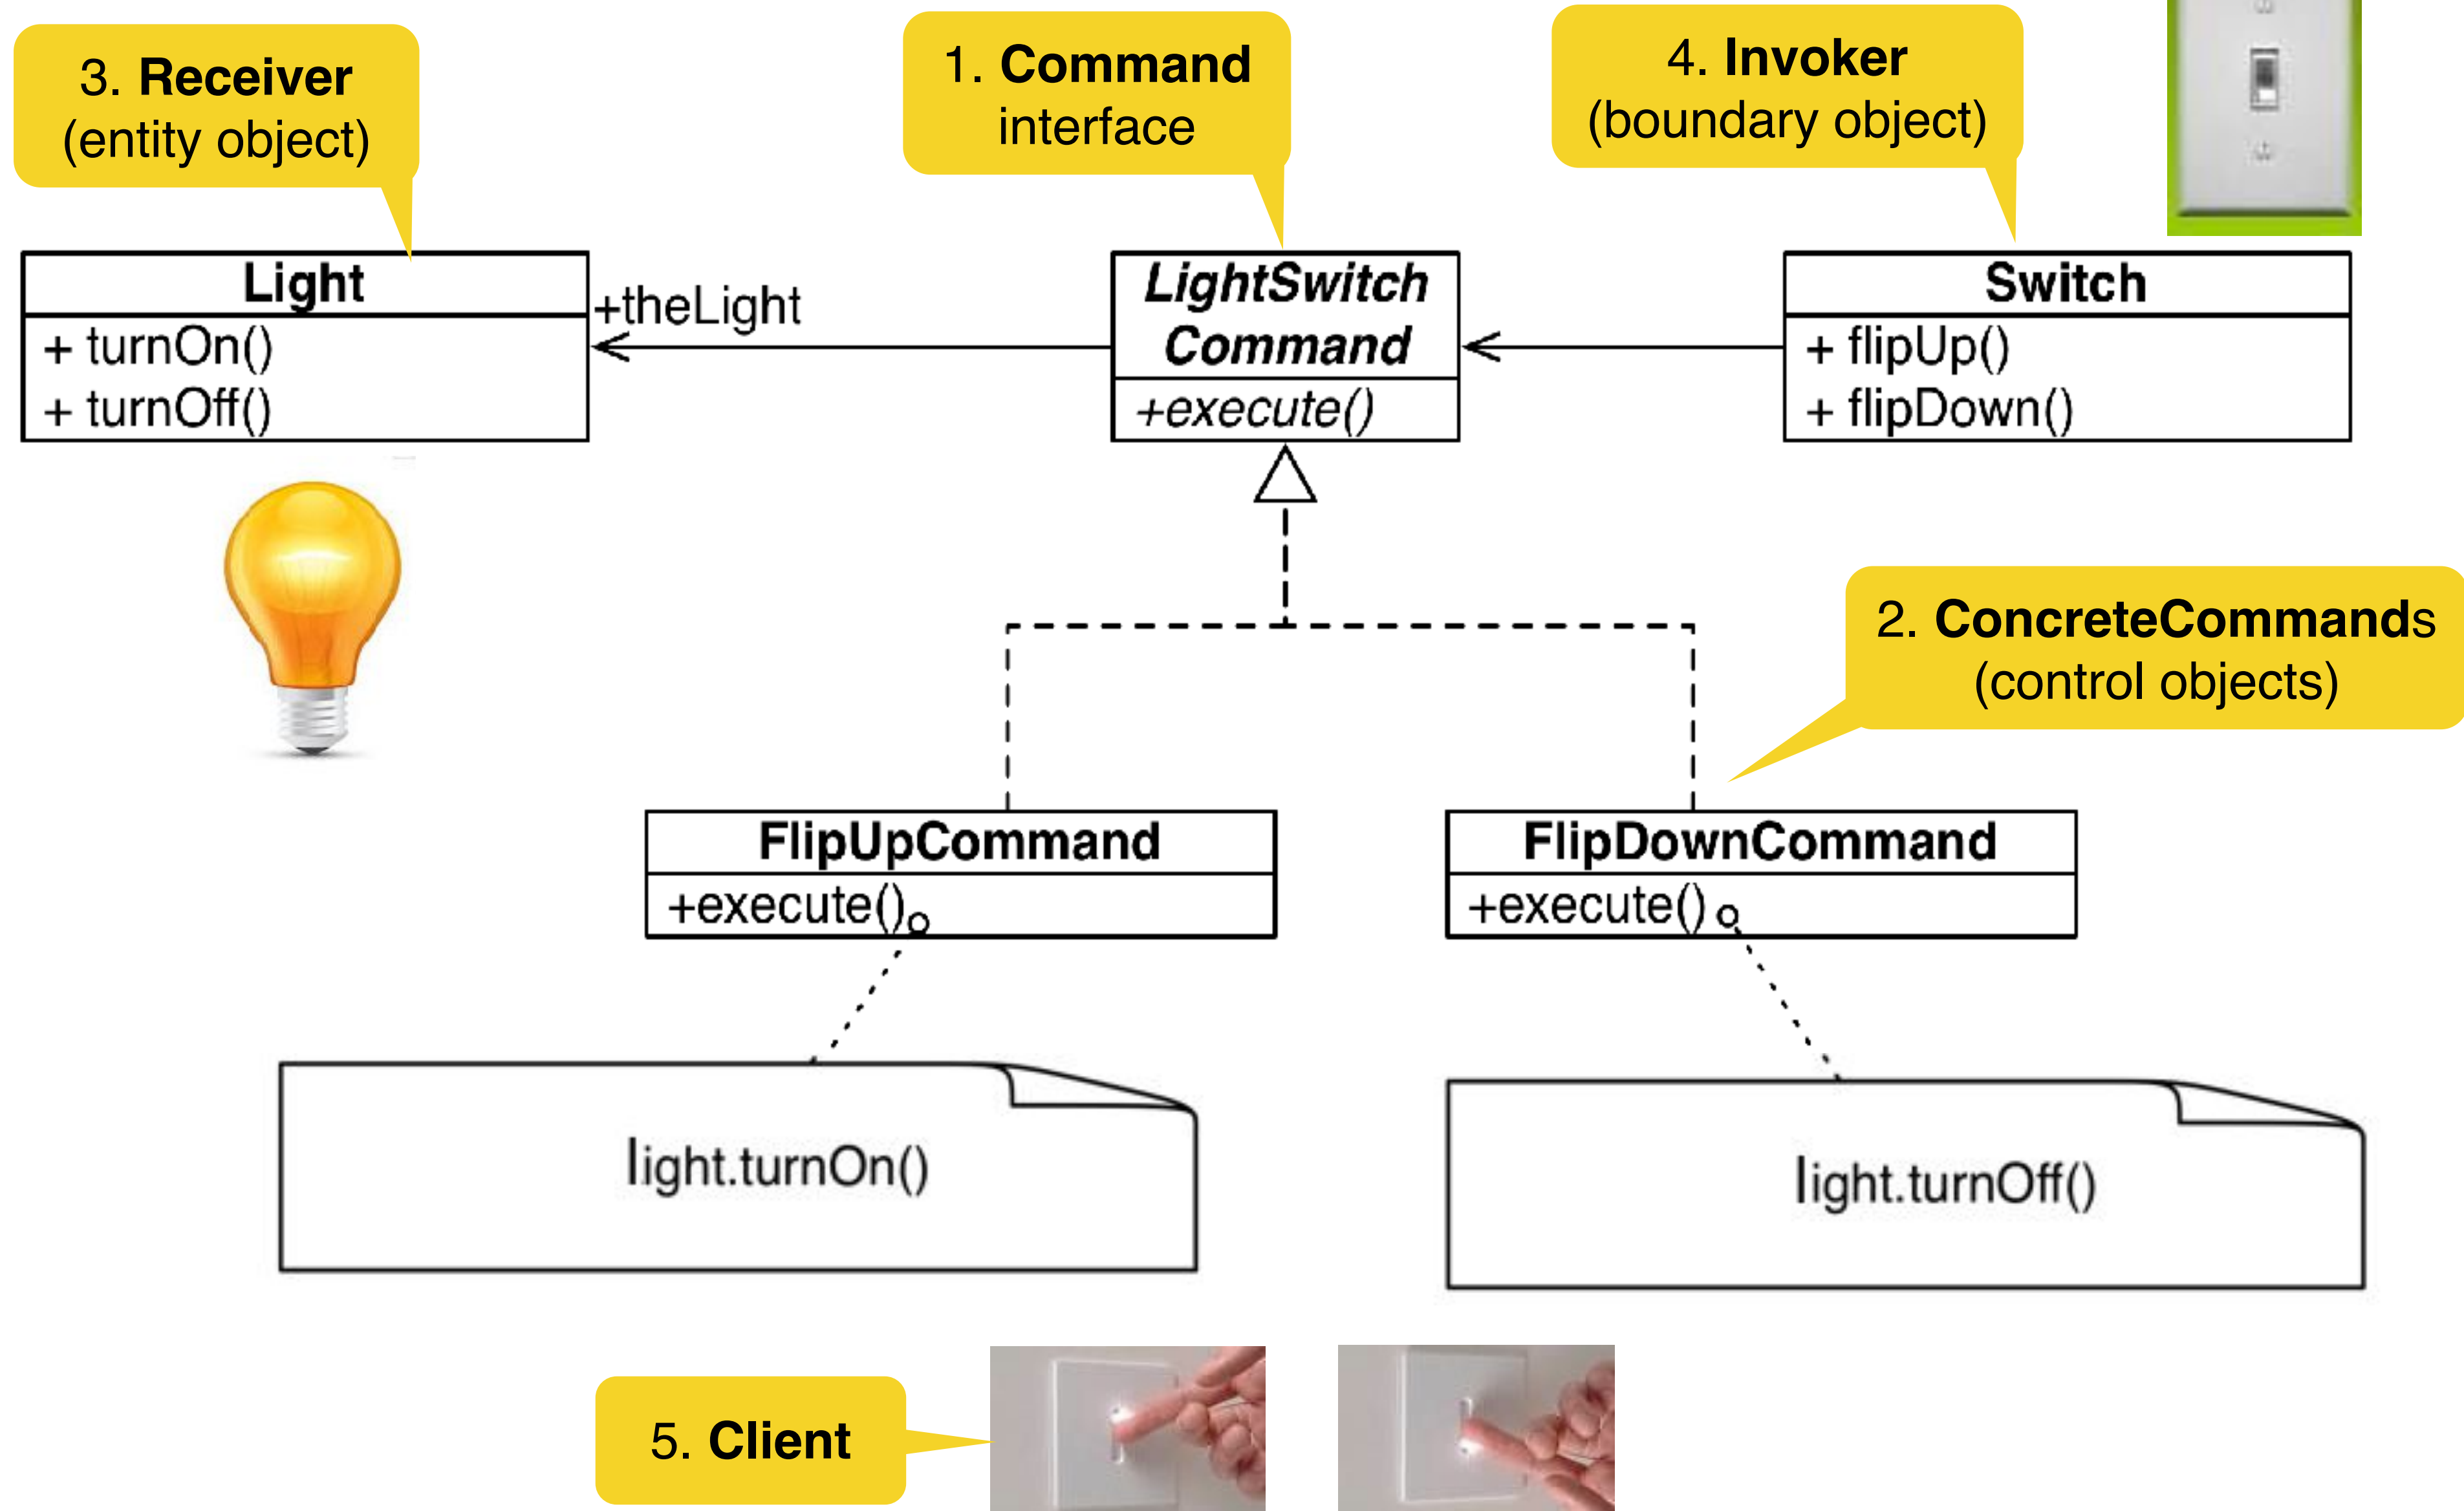 3. Receiver
(entity object)
1. Command
interface
4. Invoker
(boundary object)
Light
+ turnOn()
+ turnOff()
+theLight
LightSwitch
Command
+execute()
Switch
+ flipUp()
+ flipDown()
2. ConcreteCommands
(control objects)
FlipUpCommand
+execute()
FlipDownCommand
+execute()
light.turnOn()
light.turnOff()
5. Client